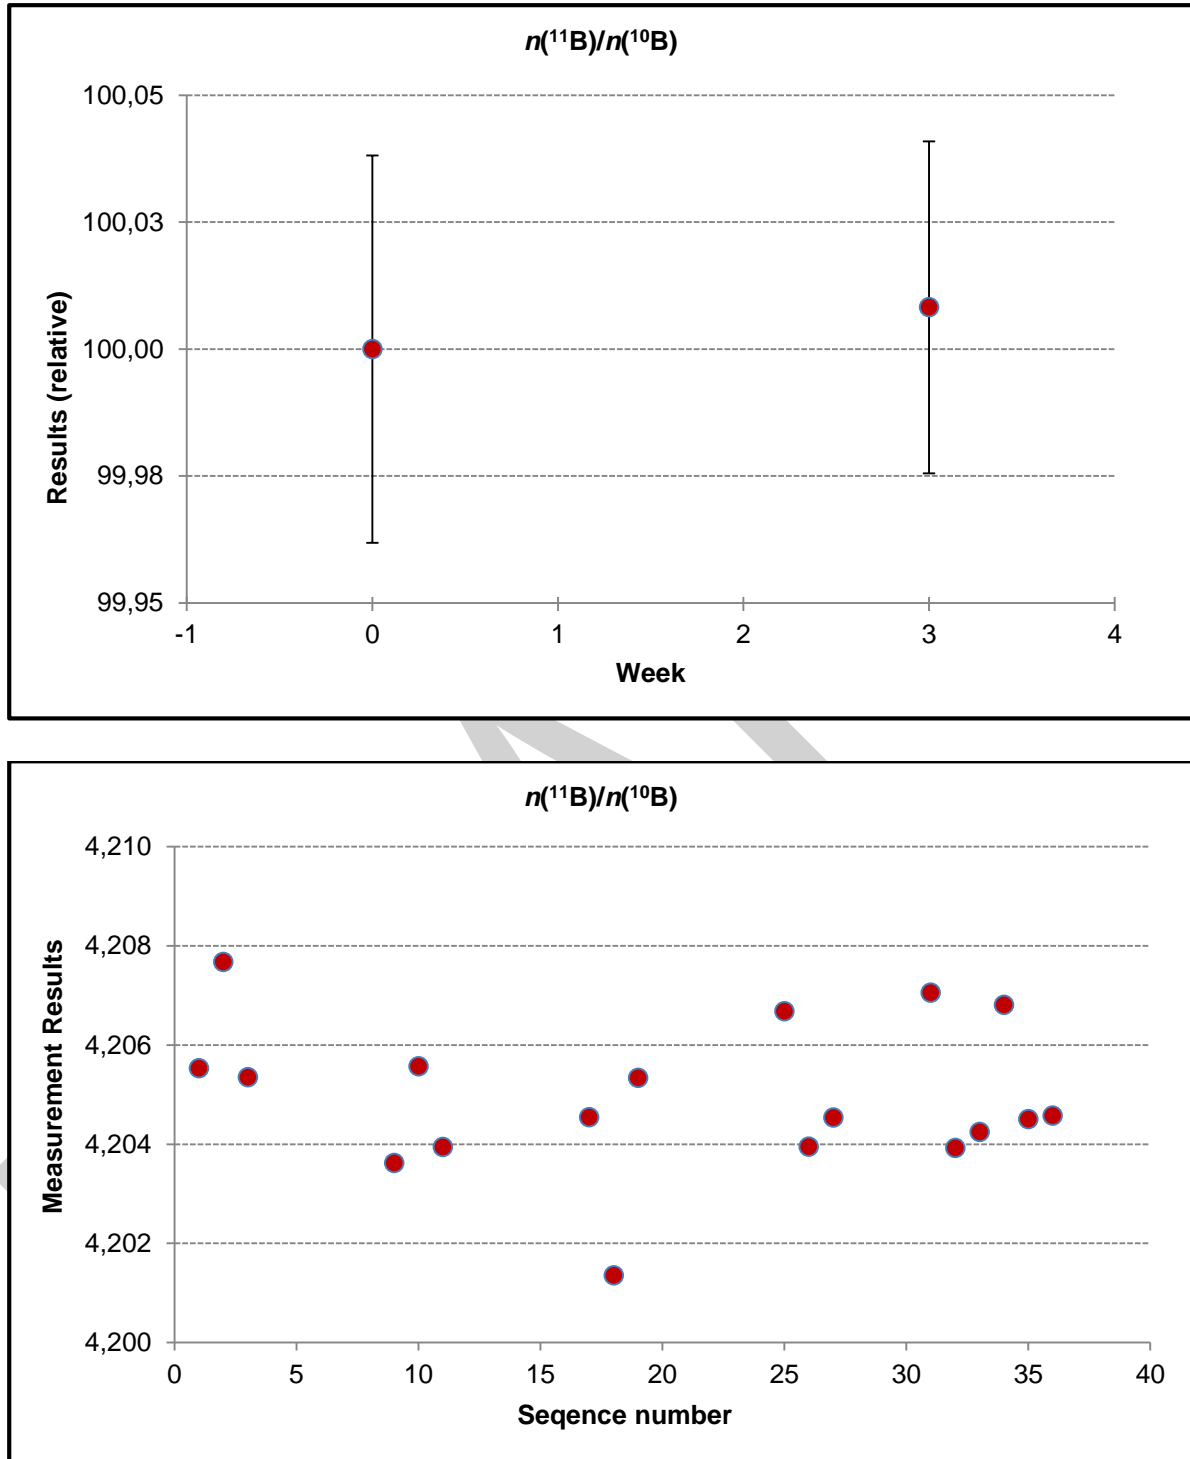 n(¹¹B)/n(¹⁰B)
100,05
100,03
100,00
99,98
99,95
Results (relative)
-1 0 1 2 3 4
Week
n(¹¹B)/n(¹⁰B)
4,210
4,208
4,206
4,204
4,202
4,200
Measurement Results
0 5 10 15 20 25 30 35 40
Seqence number